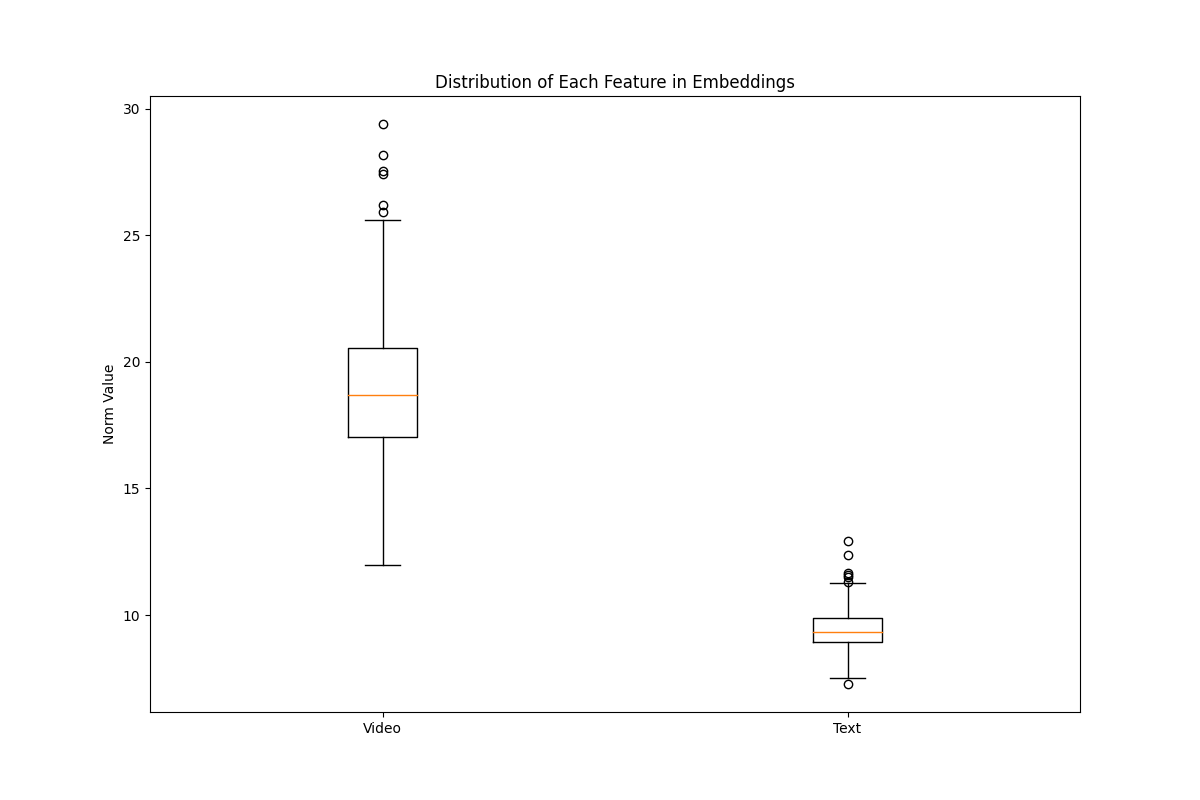 Distribution of Each Feature in Embeddings
30
25
20
15
10
Norm Value
Video
Text